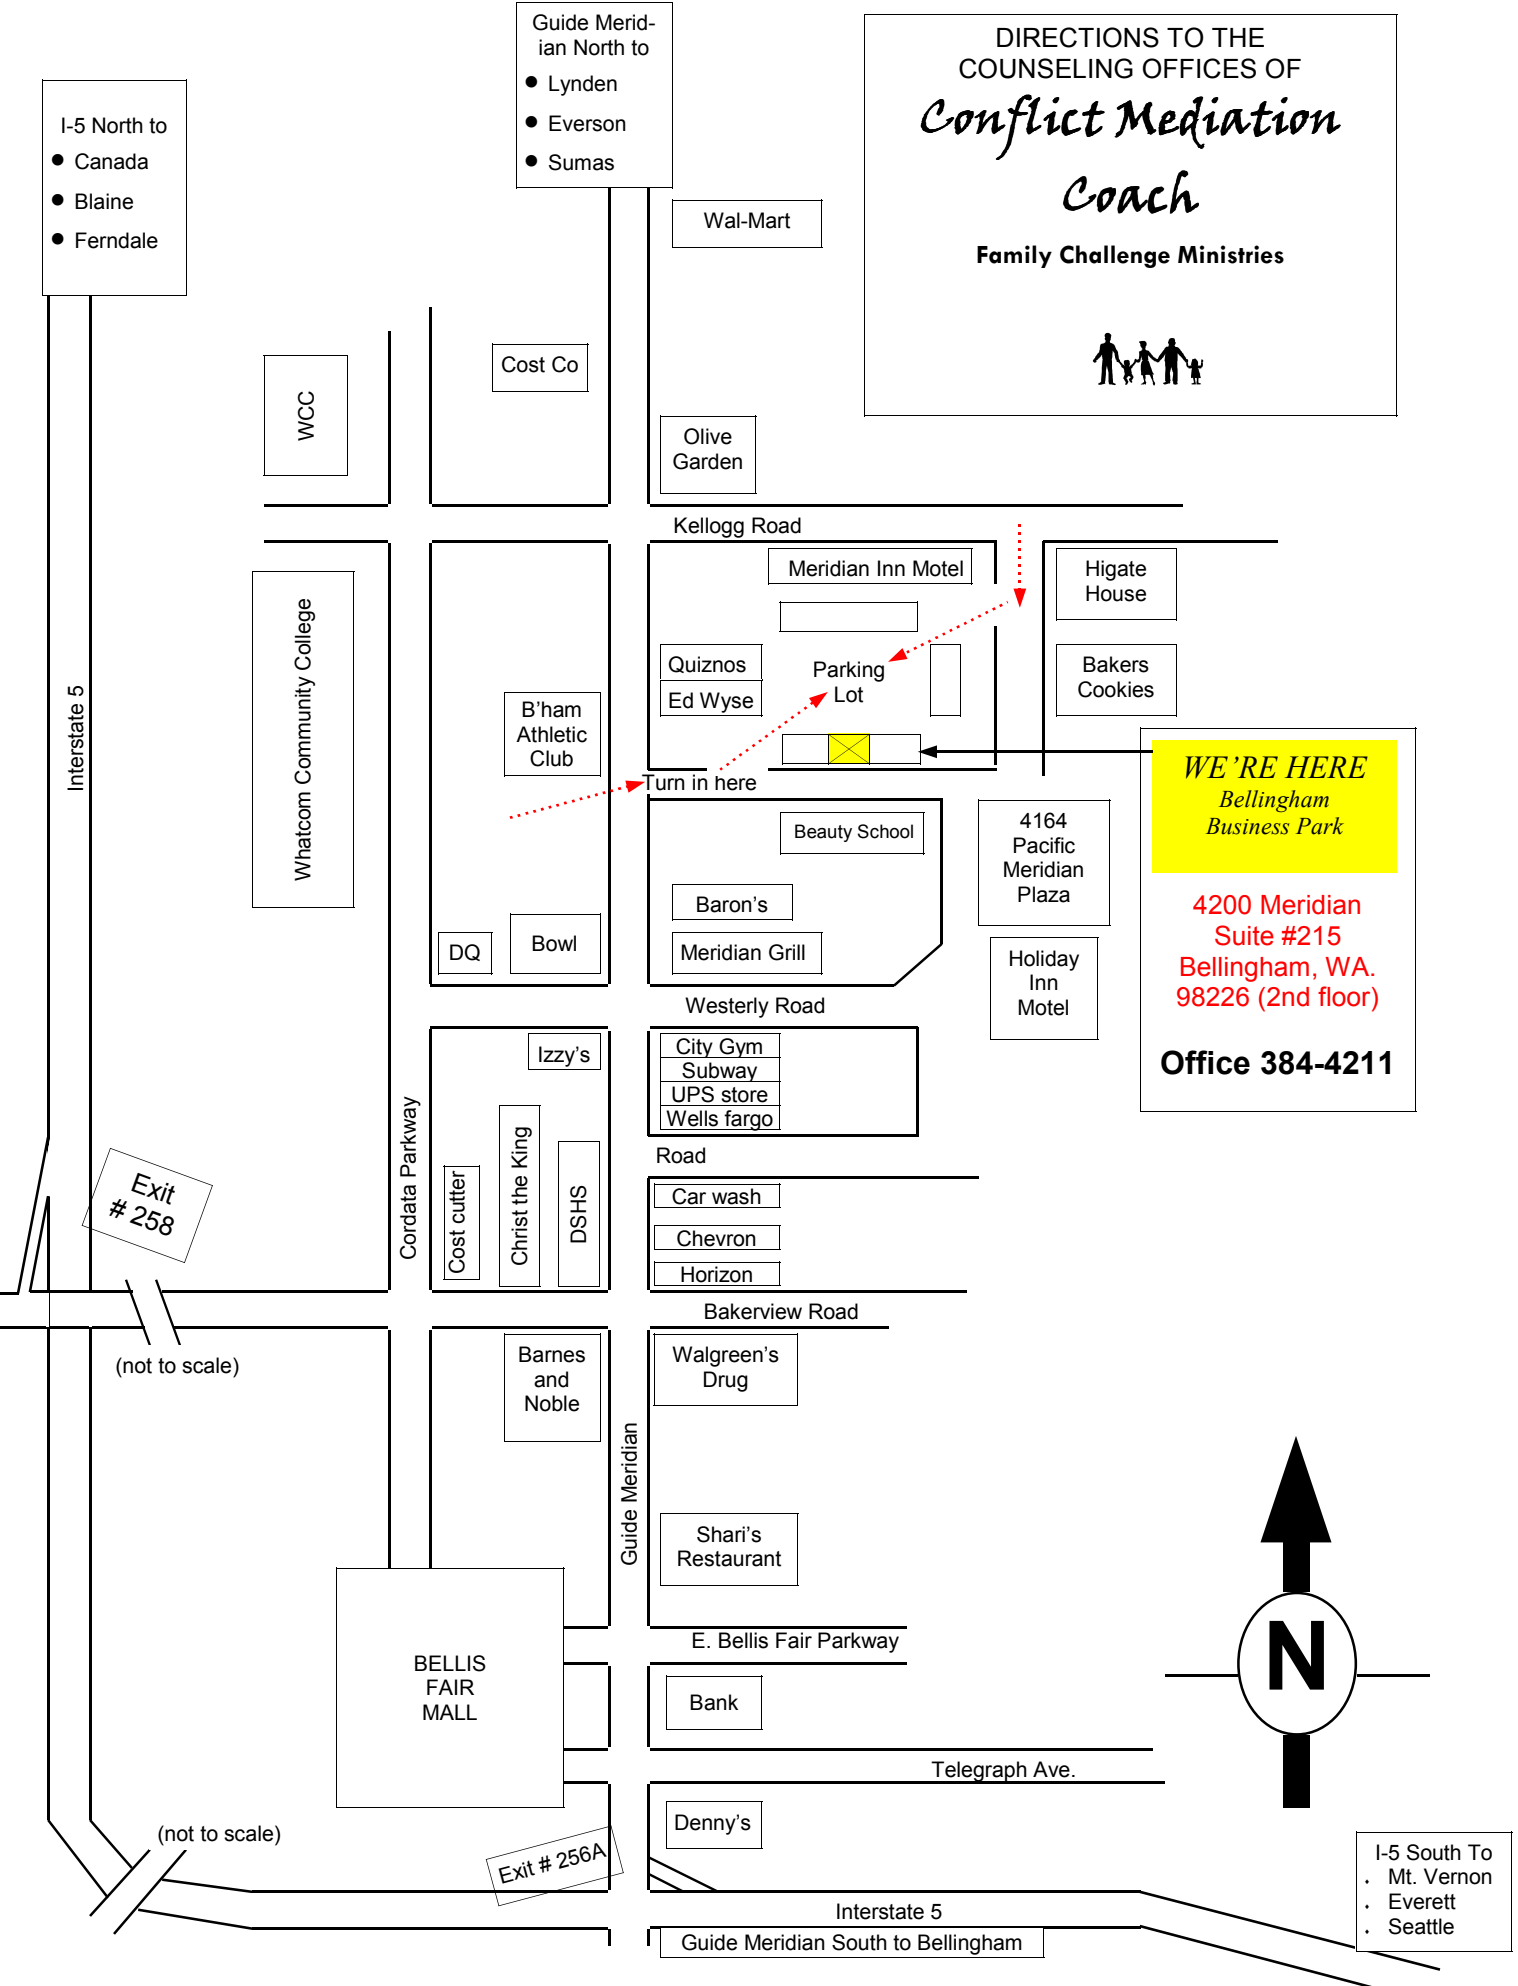 Guide Merid-
ian North to
● Lynden
● Everson
● Sumas
DIRECTIONS TO THE
COUNSELING OFFICES OF
Conflict Mediation
Coach
Family Challenge Ministries
I-5 North to
● Canada
● Blaine
● Ferndale
Wal-Mart
Cost Co
WCC
Olive
Garden
Kellogg Road
Meridian Inn Motel
Higate
House
Whatcom Community College
Quiznos
Ed Wyse
Parking
Lot
Bakers
Cookies
Interstate 5
B'ham
Athletic
Club
Turn in here
WE'RE HERE
Bellingham
Business Park
4200 Meridian
Suite #215
Bellingham, WA.
98226 (2nd floor)
Office 384-4211
Beauty School
4164
Pacific
Meridian
Plaza
Baron's
DQ
Bowl
Meridian Grill
Holiday
Inn
Motel
Westerly Road
Izzy's
City Gym
Subway
UPS store
Wells fargo
Cordata Parkway
Cost cutter
Christ the King
DSHS
Road
Exit
# 258
Car wash
Chevron
Horizon
Bakerview Road
(not to scale)
Barnes
and
Noble
Walgreen's
Drug
Guide Meridian
Shari's
Restaurant
N
E. Bellis Fair Parkway
BELLIS
FAIR
MALL
Bank
Telegraph Ave.
Denny's
(not to scale)
Exit # 256A
Interstate 5
Guide Meridian South to Bellingham
I-5 South To
. Mt. Vernon
. Everett
. Seattle